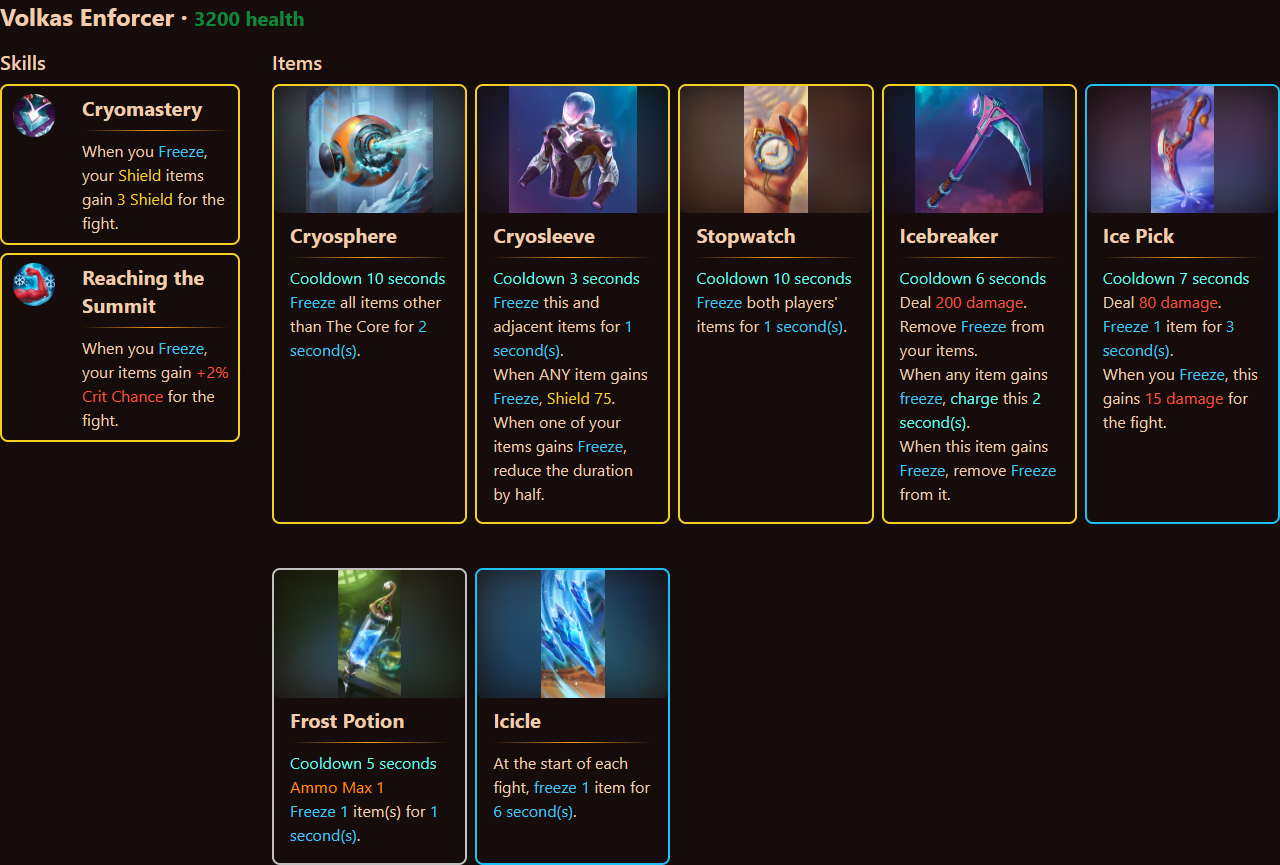 Volkas Enforcer · 3200 health
Skills
Cryomastery
When you Freeze,
your Shield items
gain 3 Shield for the
fight.
Reaching the
Summit
When you Freeze,
your items gain +2%
Crit Chance for the
fight.
Items
Cryosphere
Cooldown 10 seconds
Freeze all items other
than The Core for 2
second(s).
Cryosleeve
Cooldown 3 seconds
Freeze this and
adjacent items for 1
second(s).
When ANY item gains
Freeze, Shield 75.
When one of your
items gains Freeze,
reduce the duration
by half.
Stopwatch
Cooldown 10 seconds
Freeze both players'
items for 1 second(s).
Icebreaker
Cooldown 6 seconds
Deal 200 damage.
Remove Freeze from
your items.
When any item gains
freeze, charge this 2
second(s).
When this item gains
Freeze, remove Freeze
from it.
Ice Pick
Cooldown 7 seconds
Deal 80 damage.
Freeze 1 item for 3
second(s).
When you Freeze, this
gains 15 damage for
the fight.
Frost Potion
Cooldown 5 seconds
Ammo Max 1
Freeze 1 item(s) for 1
second(s).
Icicle
At the start of each
fight, freeze 1 item for
6 second(s).